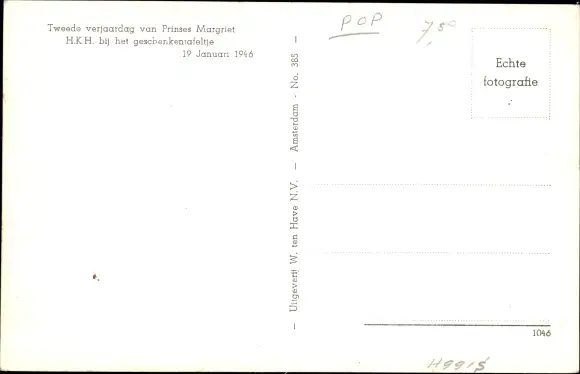 Tweede verjaardag van Prinses Margriet
H.K.H. bij het geschenkentafeltje
19 Januari 1946
POP
7,50
Echte
fotografie
— Uitgeverij W. ten Have N.V. — Amsterdam - No. 385 —
1046